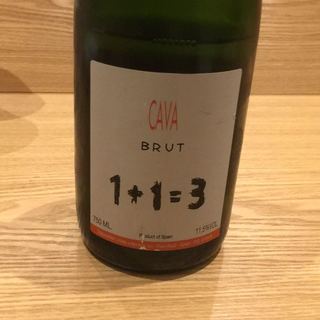 CAVA
BRUT
1+1=3
750 ML.
Product of Spain
11,5%VOL.